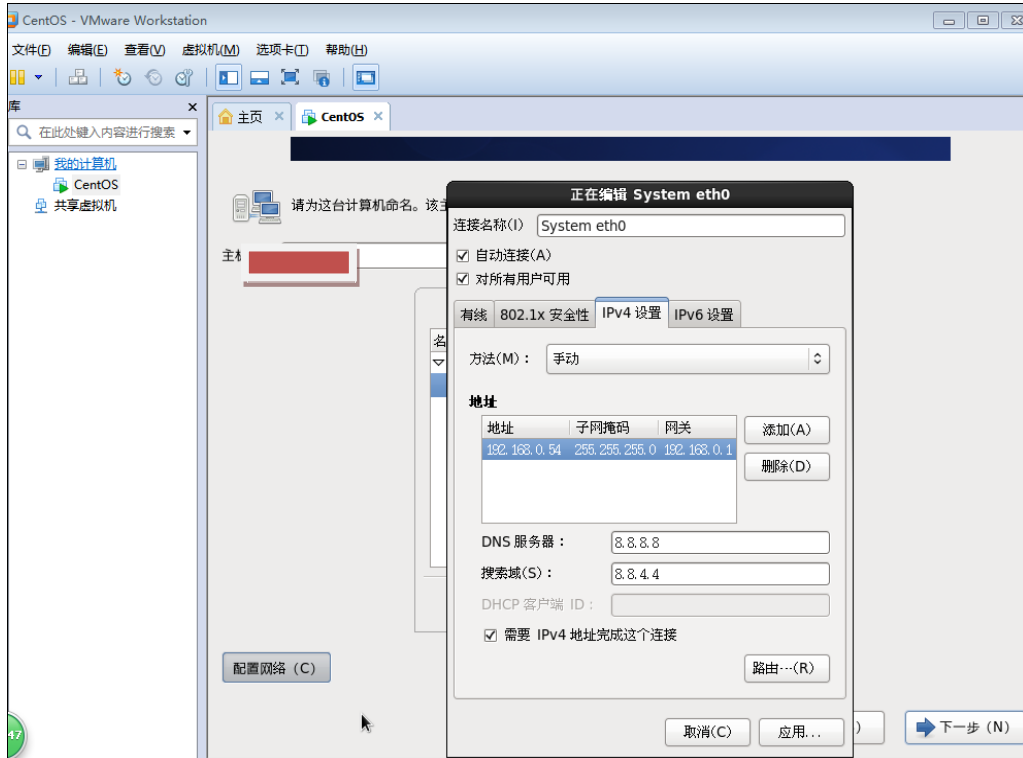 CentOS - VMware Workstation
文件(F) 编辑(E) 查看(V) 虚拟机(M) 选项卡(T) 帮助(H)
库
在此处键入内容进行搜索
我的计算机
CentOS
共享虚拟机
主页
CentOS
请为这台计算机命名。该主
主机
名
正在编辑 System eth0
连接名称(I) System eth0
自动连接(A)
对所有用户可用
有线 802.1x 安全性 IPv4 设置 IPv6 设置
方法(M)： 手动
地址
地址 子网掩码 网关
192.168.0.54 255.255.255.0 192.168.0.1
添加(A)
删除(D)
DNS 服务器： 8.8.8.8
搜索域(S)： 8.8.4.4
DHCP 客户端 ID：
需要 IPv4 地址完成这个连接
路由…(R)
取消(C) 应用...
配置网络（C）
)
下一步（N）
47